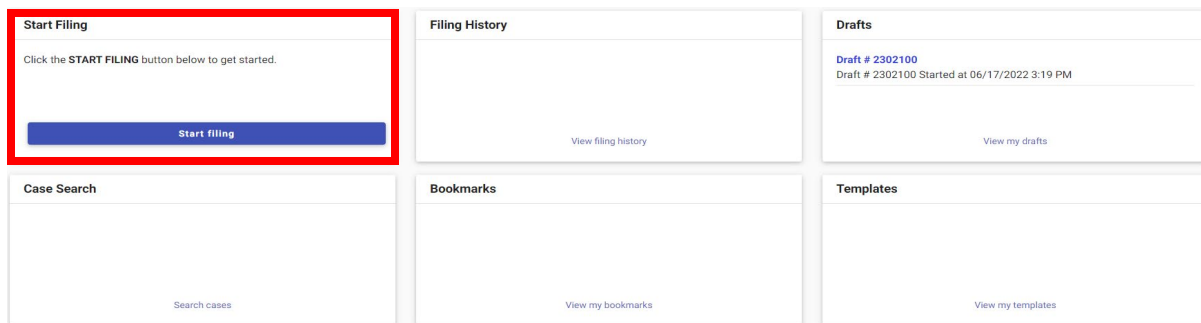 Start Filing
Click the START FILING button below to get started.
Start filing
Filing History
View filing history
Drafts
Draft # 2302100
Draft # 2302100 Started at 06/17/2022 3:19 PM
View my drafts
Case Search
Search cases
Bookmarks
View my bookmarks
Templates
View my templates